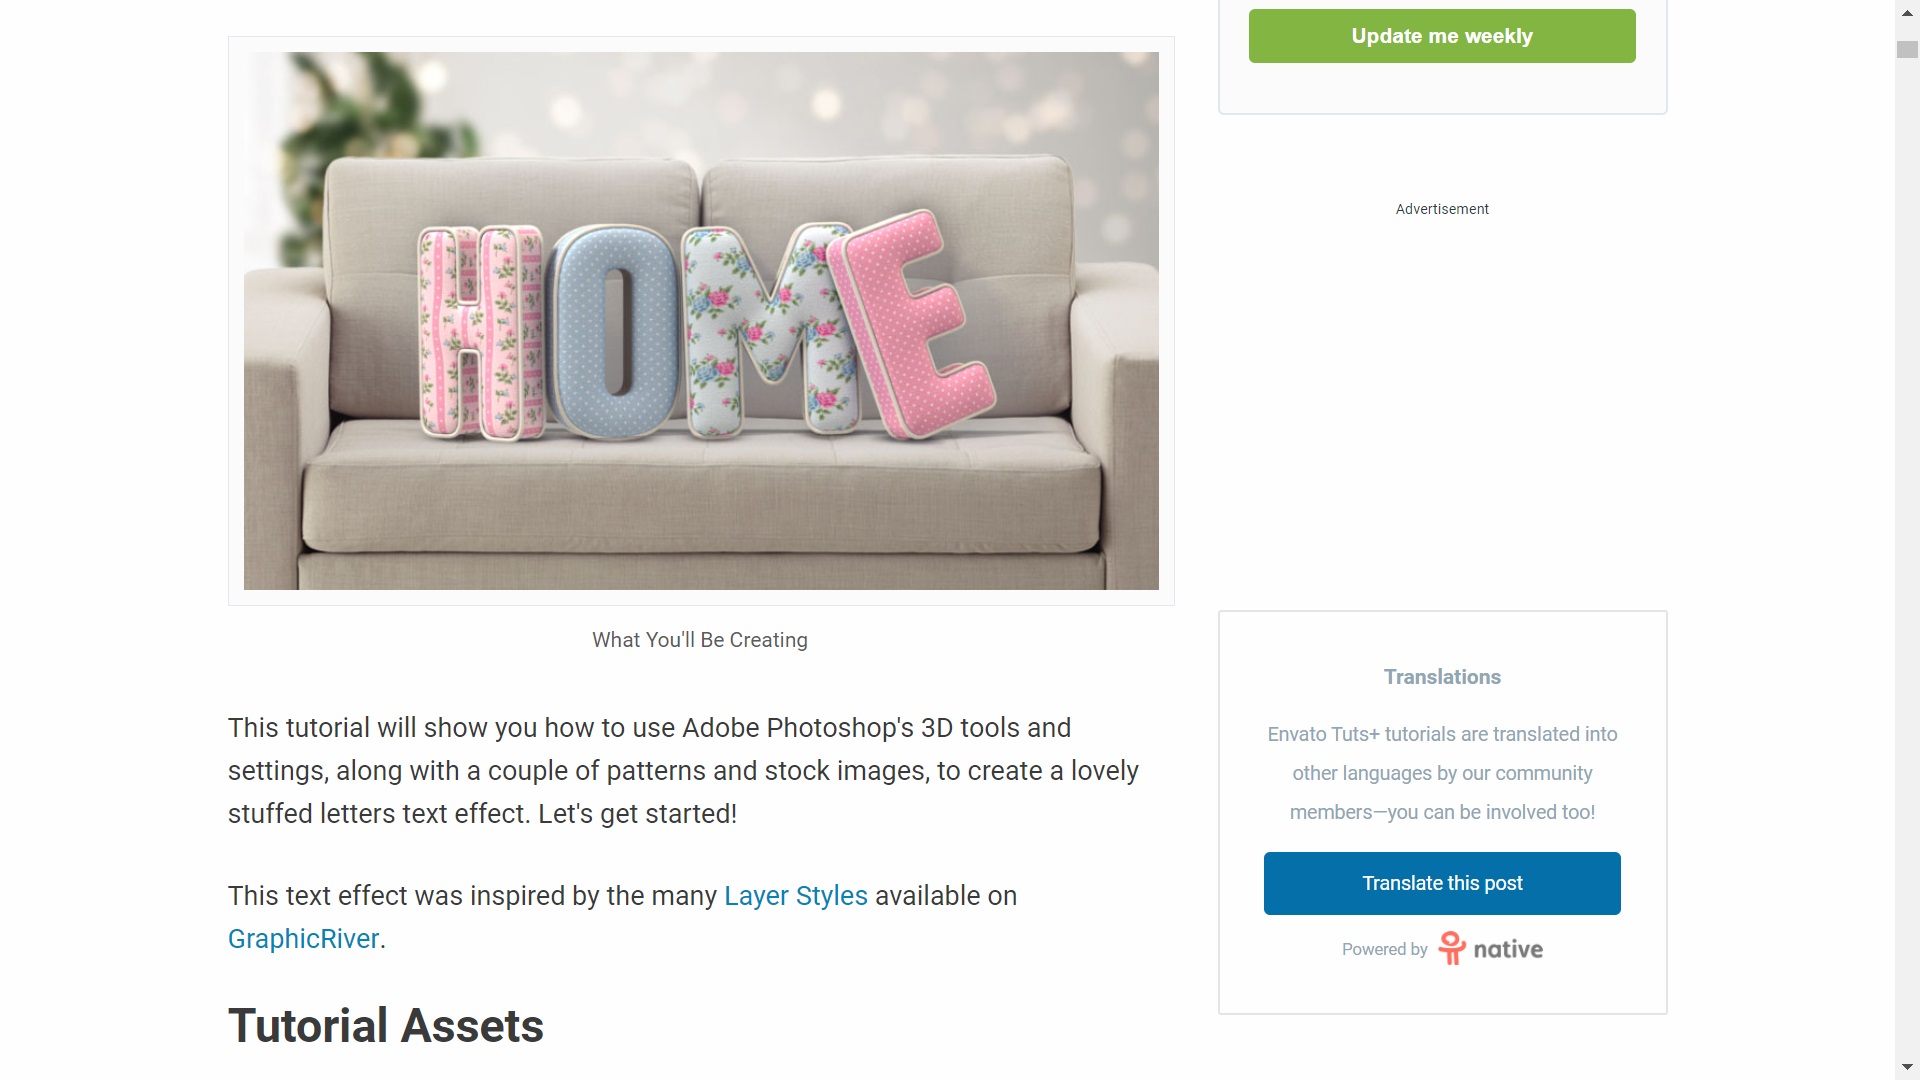 Update me weekly
HOME
Advertisement
What You'll Be Creating
This tutorial will show you how to use Adobe Photoshop's 3D tools and
settings, along with a couple of patterns and stock images, to create a lovely
stuffed letters text effect. Let's get started!
This text effect was inspired by the many Layer Styles available on
GraphicRiver.
Tutorial Assets
Translations
Envato Tuts+ tutorials are translated into
other languages by our community
members—you can be involved too!
Translate this post
Powered by native